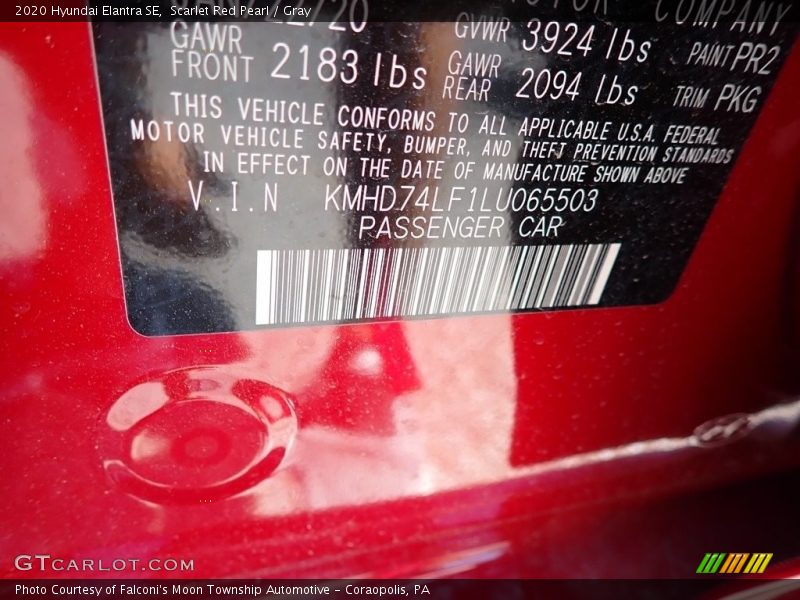 2020 Hyundai Elantra SE, Scarlet Red Pearl / Gray
COMPANY
GVWR 3924 lbs PAINT PR2
GAWR FRONT 2183 lbs GAWR REAR 2094 lbs TRIM PKG
THIS VEHICLE CONFORMS TO ALL APPLICABLE U.S.A. FEDERAL
MOTOR VEHICLE SAFETY, BUMPER, AND THEFT PREVENTION STANDARDS
IN EFFECT ON THE DATE OF MANUFACTURE SHOWN ABOVE
V.I.N KMHD74LF1LU065503
PASSENGER CAR
GTCARLOT.COM
Photo Courtesy of Falconi's Moon Township Automotive - Coraopolis, PA